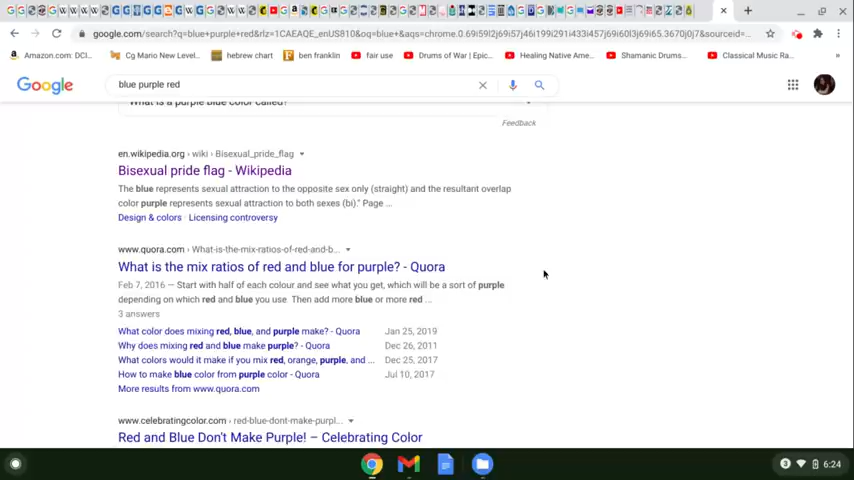 google.com/search?q=blue+purple+red&rlz=1CAEAQE_enUS810&oq=blue+&aqs=chrome.0.69i59l2j69i57j46i199i291i433i457j69i60l3j69i65.3670j0j7&sourceid=...
Amazon.com: DCI... Cg Mario New Level... hebrew chart ben franklin fair use Drums of War | Epic... Healing Native Am... Shamanic Drums... Classical Music Ra...
Google blue purple red
What is a purple blue color called?
Feedback
en.wikipedia.org › wiki › Bisexual_pride_flag
Bisexual pride flag - Wikipedia
The blue represents sexual attraction to the opposite sex only (straight) and the resultant overlap
color purple represents sexual attraction to both sexes (bi)." Page ...
Design & colors · Licensing controversy
www.quora.com › What-is-the-mix-ratios-of-red-and-b...
What is the mix ratios of red and blue for purple? - Quora
Feb 7, 2016 — Start with half of each colour and see what you get, which will be a sort of purple
depending on which red and blue you use. Then add more blue or more red ...
3 answers
What color does mixing red, blue, and purple make? - Quora Jan 25, 2019
Why does mixing red and blue make purple? - Quora Dec 26, 2011
What colors would it make if you mix red, orange, purple, and ... Dec 25, 2017
How to make blue color from purple color - Quora Jul 10, 2017
More results from www.quora.com
www.celebratingcolor.com › red-blue-dont-make-purpl...
Red and Blue Don't Make Purple! – Celebrating Color
3 6:24